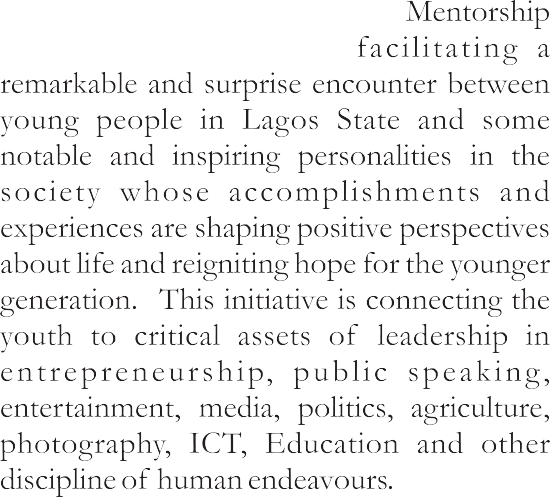 Mentorship
facilitating a
remarkable and surprise encounter between
young people in Lagos State and some
notable and inspiring personalities in the
society whose accomplishments and
experiences are shaping positive perspectives
about life and reigniting hope for the younger
generation. This initiative is connecting the
youth to critical assets of leadership in
entrepreneurship, public speaking,
entertainment, media, politics, agriculture,
photography, ICT, Education and other
discipline of human endeavours.